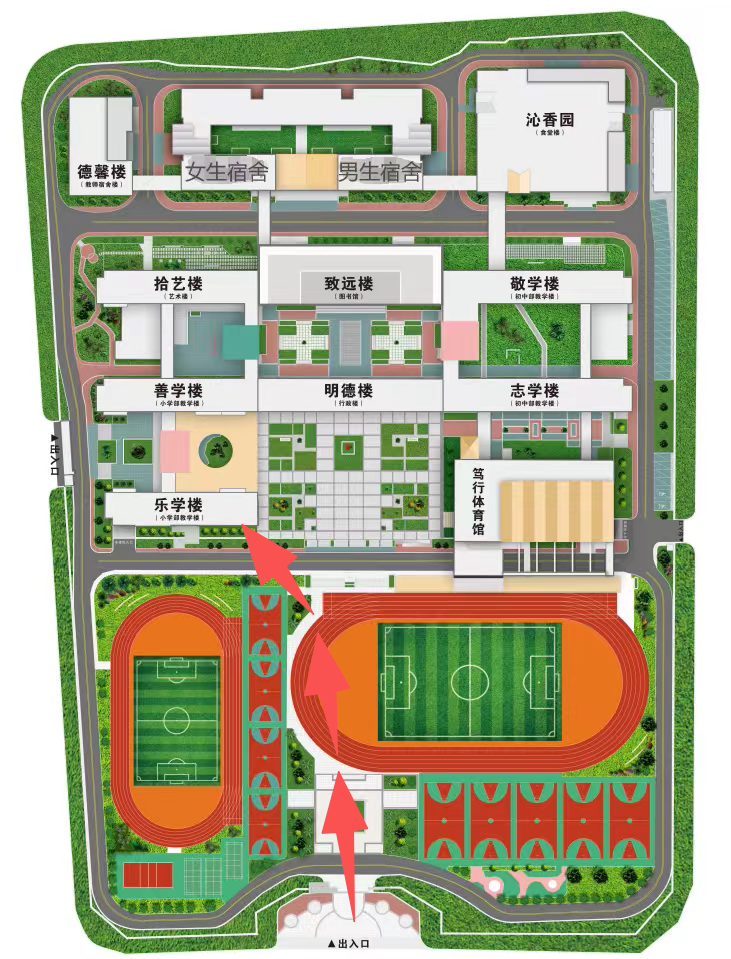 沁香园
（食堂楼）
德馨楼
（教师宿舍楼）
女生宿舍
男生宿舍
拾艺楼
（艺术楼）
致远楼
（图书馆）
敬学楼
（初中部教学楼）
善学楼
（小学部教学楼）
明德楼
（行政楼）
志学楼
（初中部教学楼）
▲出入口
乐学楼
（小学部教学楼）
笃行体育馆
▲出入口